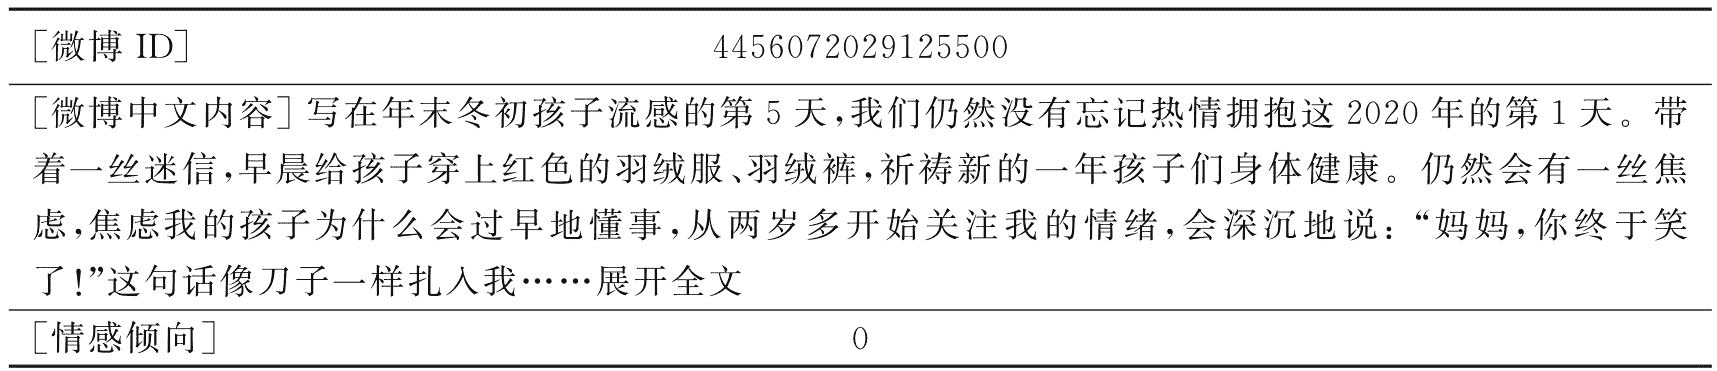 [微博 ID] 4456072029125500
[微博中文内容] 写在年末冬初孩子流感的第 5 天,我们仍然没有忘记热情拥抱这 2020 年的第 1 天。带
着一丝迷信,早晨给孩子穿上红色的羽绒服、羽绒裤,祈祷新的一年孩子们身体健康。仍然会有一丝焦
虑,焦虑我的孩子为什么会过早地懂事,从两岁多开始关注我的情绪,会深沉地说：“妈妈,你终于笑
了!”这句话像刀子一样扎入我……展开全文
[情感倾向] 0